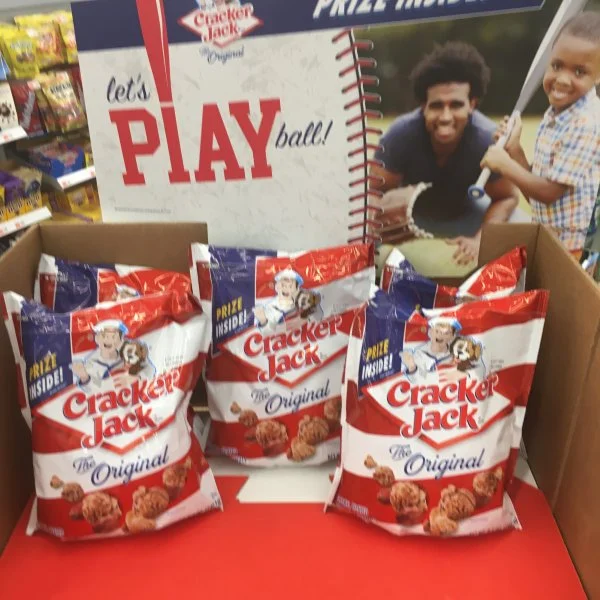 PRIZE INSIDE
Cracker
Jack
The Original
let's
PLAY
ball!
PRIZE
INSIDE!
Cracker
Jack
The
Original
PRIZE
INSIDE!
Cracker
Jack
The
Original
PRIZE
INSIDE!
Cracker
Jack
The
Original